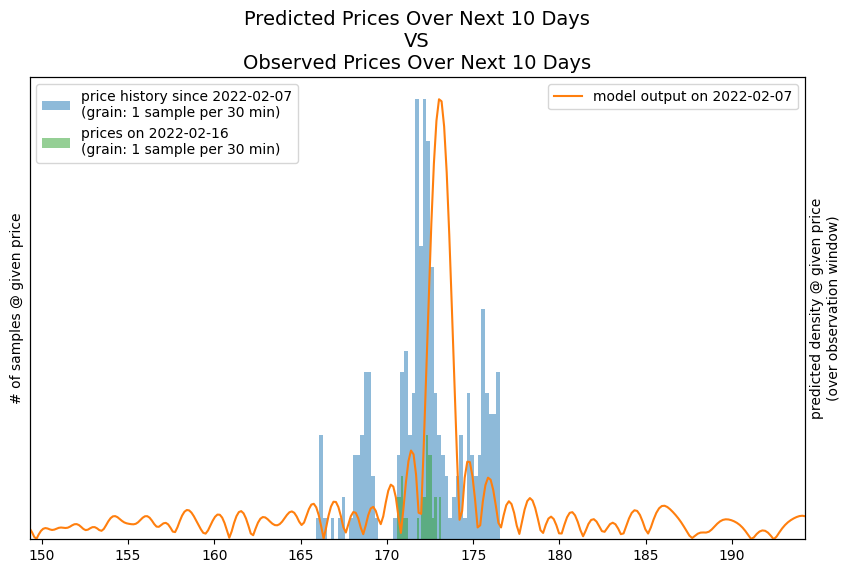 Predicted Prices Over Next 10 Days
VS
Observed Prices Over Next 10 Days
price history since 2022-02-07
(grain: 1 sample per 30 min)
prices on 2022-02-16
(grain: 1 sample per 30 min)
model output on 2022-02-07
# of samples @ given price
predicted density @ given price
(over observation window)
150 155 160 165 170 175 180 185 190